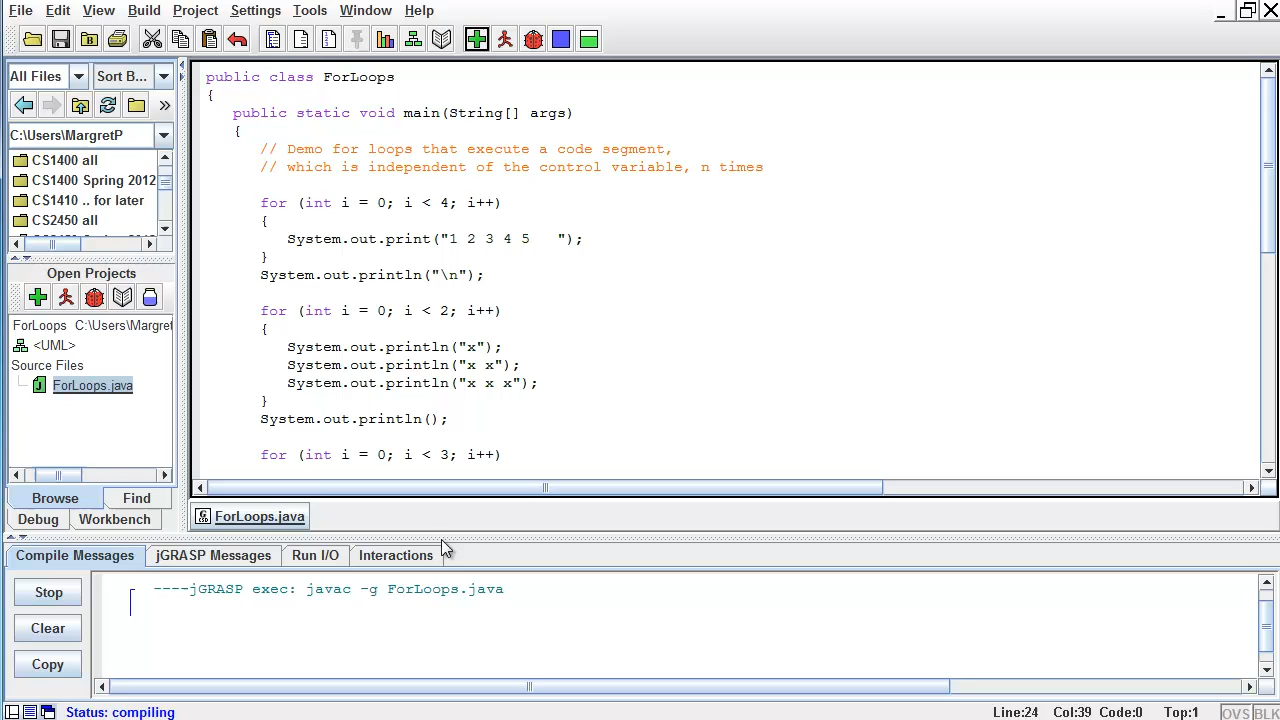 File Edit View Build Project Settings Tools Window Help
All Files Sort B...
»
C:\Users\MargretP
CS1400 all
CS1400 Spring 2012
CS1410 .. for later
CS2450 all
Open Projects
ForLoops C:\Users\Margret
<UML>
Source Files
ForLoops.java
Browse Find
Debug Workbench
public class ForLoops
{
public static void main(String[] args)
{
// Demo for loops that execute a code segment,
// which is independent of the control variable, n times
for (int i = 0; i < 4; i++)
{
System.out.print("1 2 3 4 5   ");
}
System.out.println("\n");
for (int i = 0; i < 2; i++)
{
System.out.println("x");
System.out.println("x x");
System.out.println("x x x");
}
System.out.println();
for (int i = 0; i < 3; i++)
ForLoops.java
Compile Messages jGRASP Messages Run I/O Interactions
Stop
Clear
Copy
----jGRASP exec: javac -g ForLoops.java
Status: compiling
Line:24 Col:39 Code:0 Top:1 OVS BLK